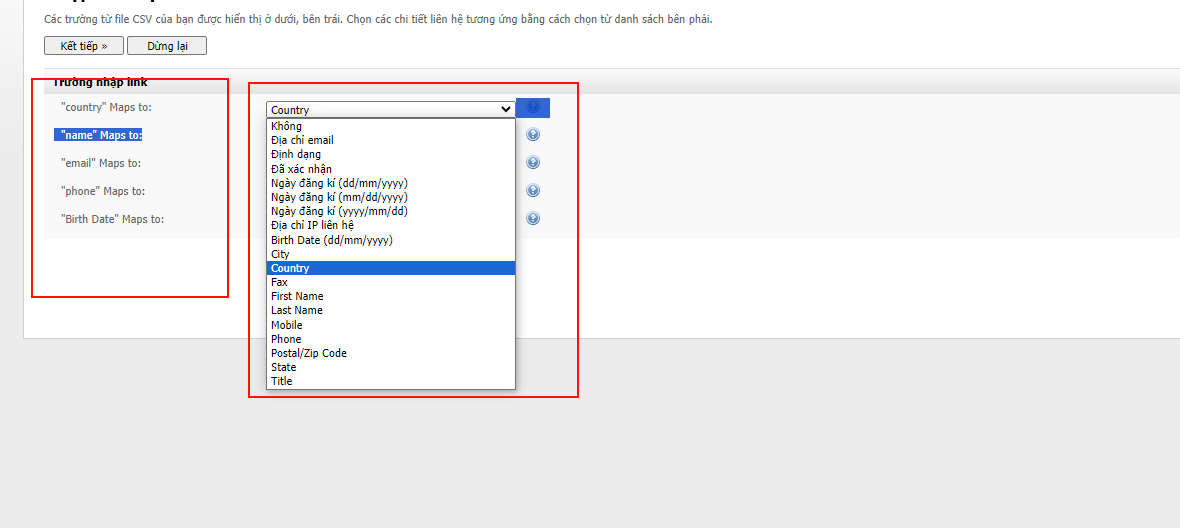 Các trường từ file CSV của bạn được hiển thị ở dưới, bên trái. Chọn các chi tiết liên hệ tương ứng bằng cách chọn từ danh sách bên phải.
Kết tiếp » Dừng lại
Trường nhập link
"country" Maps to: Country
"name" Maps to:
"email" Maps to:
"phone" Maps to:
"Birth Date" Maps to:
Không
Địa chỉ email
Định dạng
Đã xác nhận
Ngày đăng kí (dd/mm/yyyy)
Ngày đăng kí (mm/dd/yyyy)
Ngày đăng kí (yyyy/mm/dd)
Địa chỉ IP liên hệ
Birth Date (dd/mm/yyyy)
City
Country
Fax
First Name
Last Name
Mobile
Phone
Postal/Zip Code
State
Title